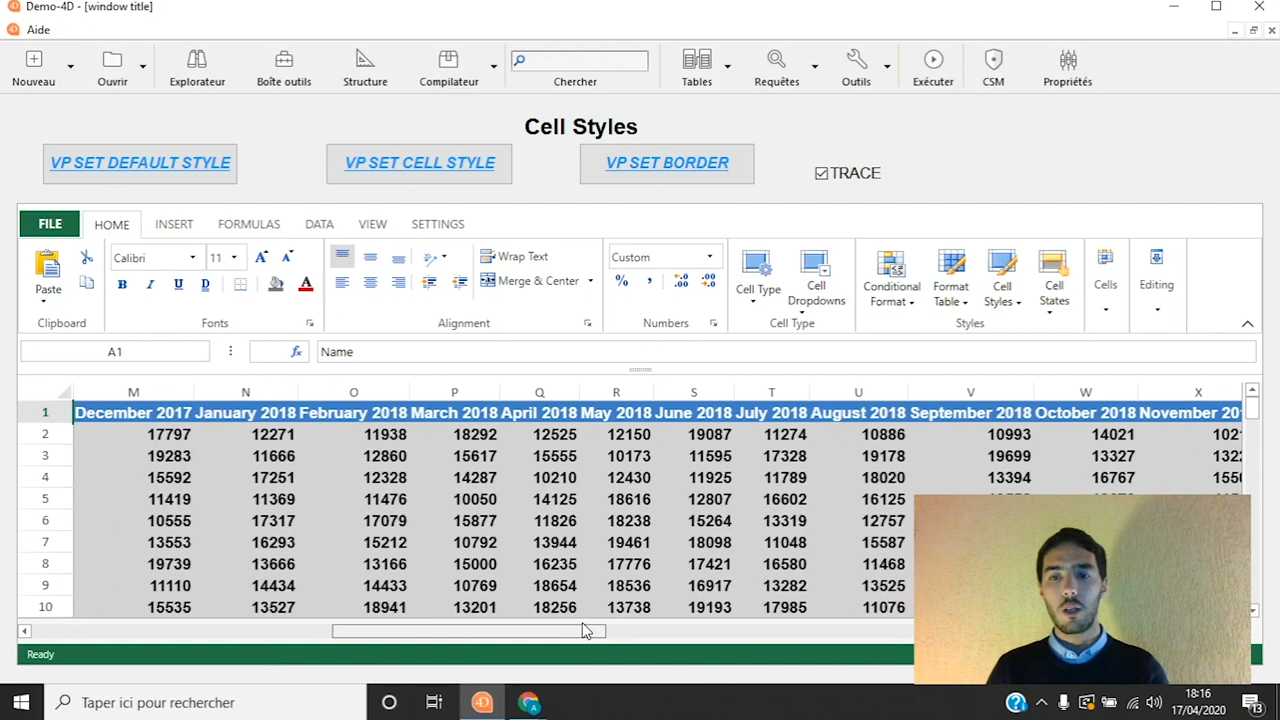 Demo-4D - [window title]
Aide
Nouveau Ouvrir Explorateur Boîte outils Structure Compilateur Chercher Tables Requêtes Outils Exécuter CSM Propriétés
Cell Styles
VP SET DEFAULT STYLE VP SET CELL STYLE VP SET BORDER TRACE
FILE HOME INSERT FORMULAS DATA VIEW SETTINGS
Calibri 11 Wrap Text Custom
Paste B I U D A Merge & Center % , Cell Type Cell Dropdowns Conditional Format Format Table Cell Styles Cell States Cells Editing
Clipboard Fonts Alignment Numbers Cell Type Styles
A1 fx Name
M N O P Q R S T U V W X
1 December 2017 January 2018 February 2018 March 2018 April 2018 May 2018 June 2018 July 2018 August 2018 September 2018 October 2018 November 201
2 17797 12271 11938 18292 12525 12150 19087 11274 10886 10993 14021 102
3 19283 11666 12860 15617 15555 10173 11595 17328 19178 19699 13327 132
4 15592 17251 12328 14287 10210 12430 11925 11789 18020 13394 16767 155
5 11419 11369 11476 10050 14125 18616 12807 16602 16125
6 10555 17317 17079 15877 11826 18238 15264 13319 12757
7 13553 16293 15212 10792 13944 19461 18098 11048 15587
8 19739 13666 13166 15000 16235 17776 17421 16580 11468
9 11110 14434 14433 10769 18654 18536 16917 13282 13525
10 15535 13527 18941 13201 18256 13738 19193 17985 11076
Ready
Taper ici pour rechercher
18:16
17/04/2020
13